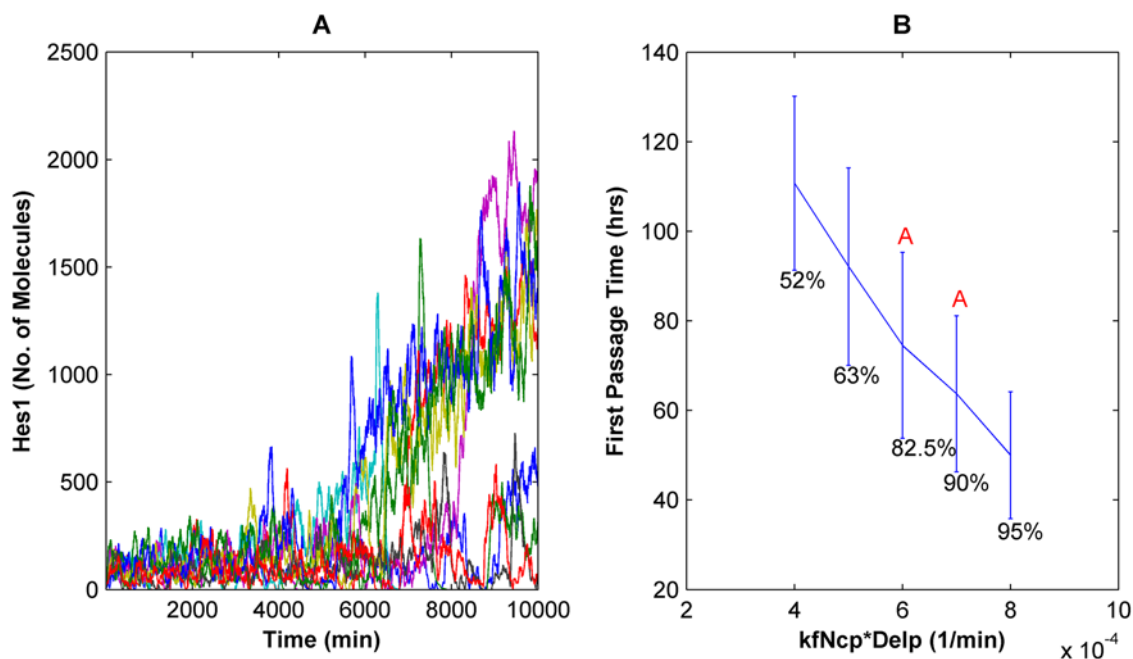 A
2500
2000
1500
1000
500
0
2000 4000 6000 8000 10000
Time (min)
Hes1 (No. of Molecules)
B
140
120
100
80
60
40
20
2 4 6 8 10
x 10⁻⁴
kfNcp*Delp (1/min)
First Passage Time (hrs)
52%
63%
A
82.5%
A
90%
95%